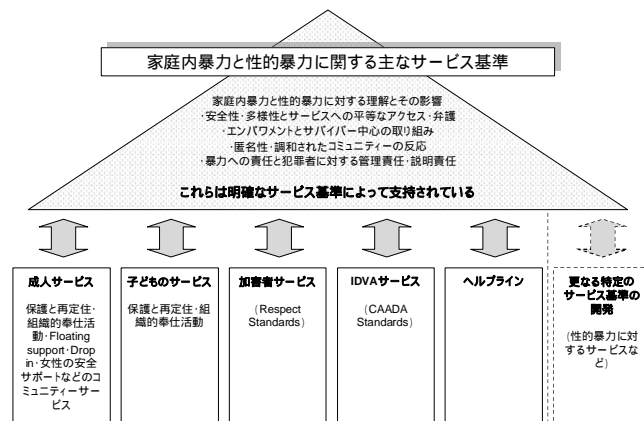 家庭内暴力と性的暴力に関する主なサービス基準
家庭内暴力と性的暴力に対する理解とその影響
･安全性･多様性とサービスへの平等なアクセス･弁護
･エンパワメントとサバイバー中心の取り組み
･匿名性･調和されたコミュニティーの反応
･暴力への責任と犯罪者に対する管理責任･説明責任
これらは明確なサービス基準によって支持されている
成人サービス
保護と再定住･
組織的奉仕活
動･Floating
support･Drop
in･女性の安全
サポートなどのコ
ミュニティーサー
ビス
子どものサービス
保護と再定住･組
織的奉仕活動
加害者サービス
(Respect
Standards)
IDVAサービス
(CAADA
Standards)
ヘルプライン
更なる特定の
サービス基準の
開発
(性的暴力に対
するサービスな
ど)